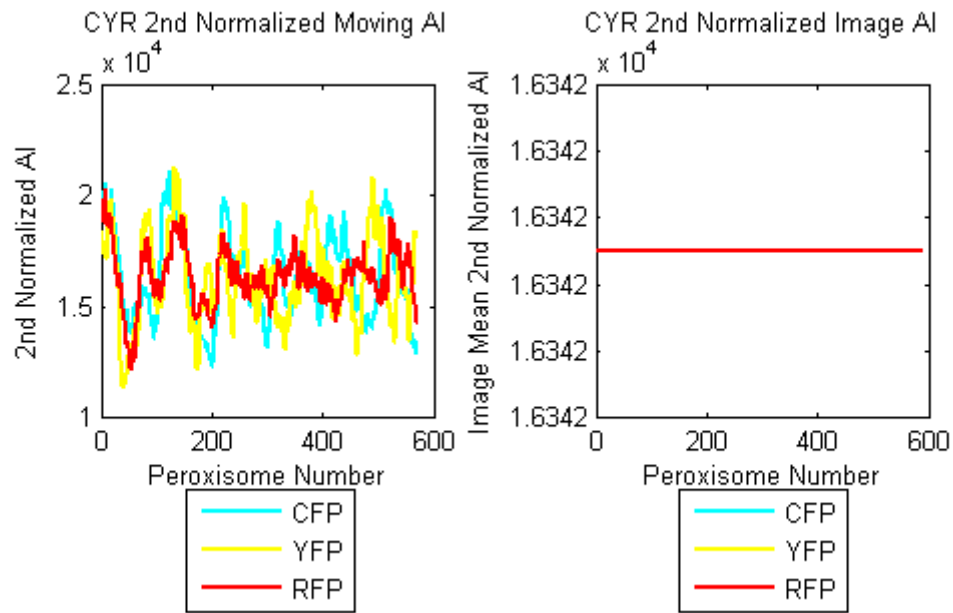 CYR 2nd Normalized Moving AI
x 10^4
2.5
2
1.5
1
0
200
400
600
2nd Normalized AI
Peroxisome Number
CFP
YFP
RFP
CYR 2nd Normalized Image AI
x 10^4
1.6342
1.6342
1.6342
1.6342
1.6342
1.6342
0
200
400
600
Image Mean 2nd Normalized AI
Peroxisome Number
CFP
YFP
RFP